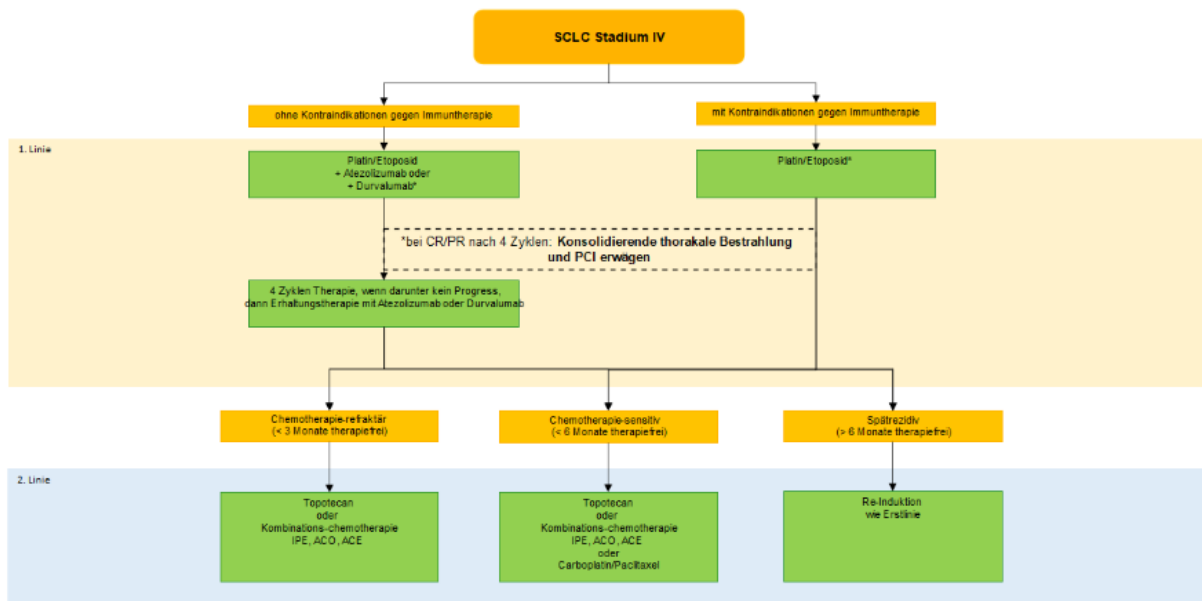 SCLC Stadium IV
ohne Kontraindikationen gegen Immuntherapie
mit Kontraindikationen gegen Immuntherapie
1. Linie
Platin/Etoposid
+ Atezolizumab oder
+ Durvalumab*
Platin/Etoposid*
*bei CR/PR nach 4 Zyklen: Konsolidierende thorakale Bestrahlung
und PCI erwägen
4 Zyklen Therapie, wenn darunter kein Progress,
dann Erhaltungstherapie mit Atezolizumab oder Durvalumab
Chemotherapie-refraktär
(< 3 Monate therapiefrei)
Chemotherapie-sensitiv
(< 6 Monate therapiefrei)
Spätrezidiv
(> 6 Monate therapiefrei)
2. Linie
Topotecan
oder
Kombinations-chemotherapie
IPE, ACO, ACE
Topotecan
oder
Kombinations-chemotherapie
IPE, ACO, ACE
oder
Carboplatin/Paclitaxel
Re-Induktion
wie Erstlinie